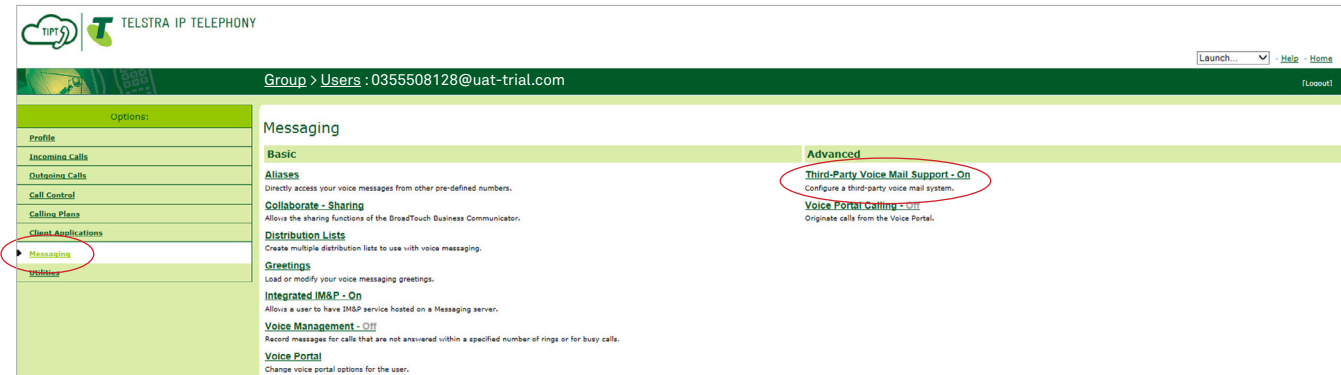 TIPT
TELSTRA IP TELEPHONY
Launch... - Help - Home
Group > Users : 0355508128@uat-trial.com
[Logout]
Options:
Profile
Incoming Calls
Outgoing Calls
Call Control
Calling Plans
Client Applications
Messaging
Utilities
Messaging
Basic
Aliases
Directly access your voice messages from other pre-defined numbers.
Collaborate - Sharing
Allows the sharing functions of the BroadTouch Business Communicator.
Distribution Lists
Create multiple distribution lists to use with voice messaging.
Greetings
Load or modify your voice messaging greetings.
Integrated IM&P - On
Allows a user to have IM&P service hosted on a Messaging server.
Voice Management - Off
Record messages for calls that are not answered within a specified number of rings or for busy calls.
Voice Portal
Change voice portal options for the user.
Advanced
Third-Party Voice Mail Support - On
Configure a third-party voice mail system.
Voice Portal Calling - Off
Originate calls from the Voice Portal.